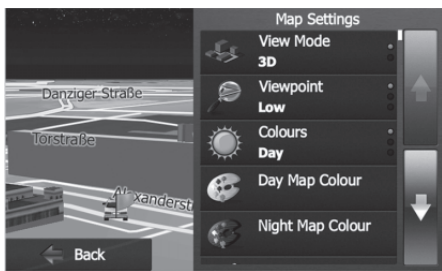 Map Settings
View Mode
3D
Viewpoint
Low
Colours
Day
Day Map Colour
Night Map Colour
Danziger Straße
Torstraße
Back